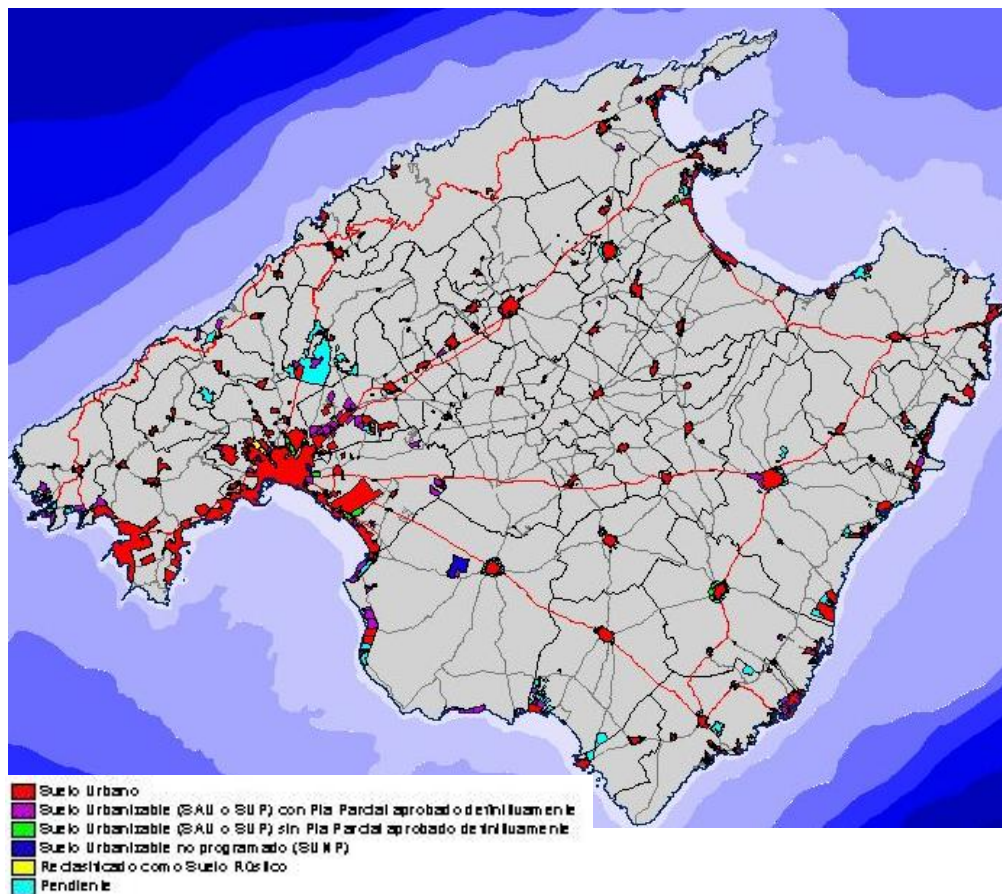 Suelo Urbano
Suelo Urbanizable (SAU o SUP) con Pla Parcial aprobado definitivamente
Suelo Urbanizable (SAU o SUP) sin Pla Parcial aprobado definitivamente
Suelo Urbanizable no programado (SUNP)
Reclasificado como Suelo Rústico
Pendiente